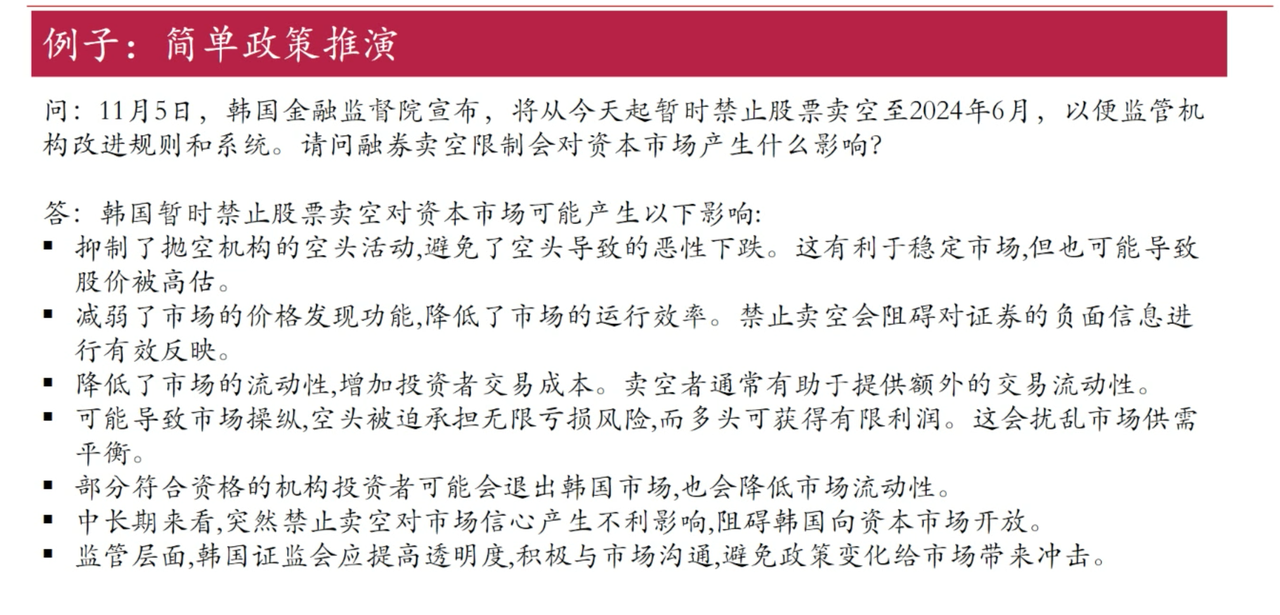 例子：简单政策推演
问：11月5日，韩国金融监督院宣布，将从今天起暂时禁止股票卖空至2024年6月，以便监管机
构改进规则和系统。请问融券卖空限制会对资本市场产生什么影响?
答：韩国暂时禁止股票卖空对资本市场可能产生以下影响:
▪ 抑制了抛空机构的空头活动,避免了空头导致的恶性下跌。这有利于稳定市场,但也可能导致
股价被高估。
▪ 减弱了市场的价格发现功能,降低了市场的运行效率。禁止卖空会阻碍对证券的负面信息进
行有效反映。
▪ 降低了市场的流动性,增加投资者交易成本。卖空者通常有助于提供额外的交易流动性。
▪ 可能导致市场操纵,空头被迫承担无限亏损风险,而多头可获得有限利润。这会扰乱市场供需
平衡。
▪ 部分符合资格的机构投资者可能会退出韩国市场,也会降低市场流动性。
▪ 中长期来看,突然禁止卖空对市场信心产生不利影响,阻碍韩国向资本市场开放。
▪ 监管层面,韩国证监会应提高透明度,积极与市场沟通,避免政策变化给市场带来冲击。